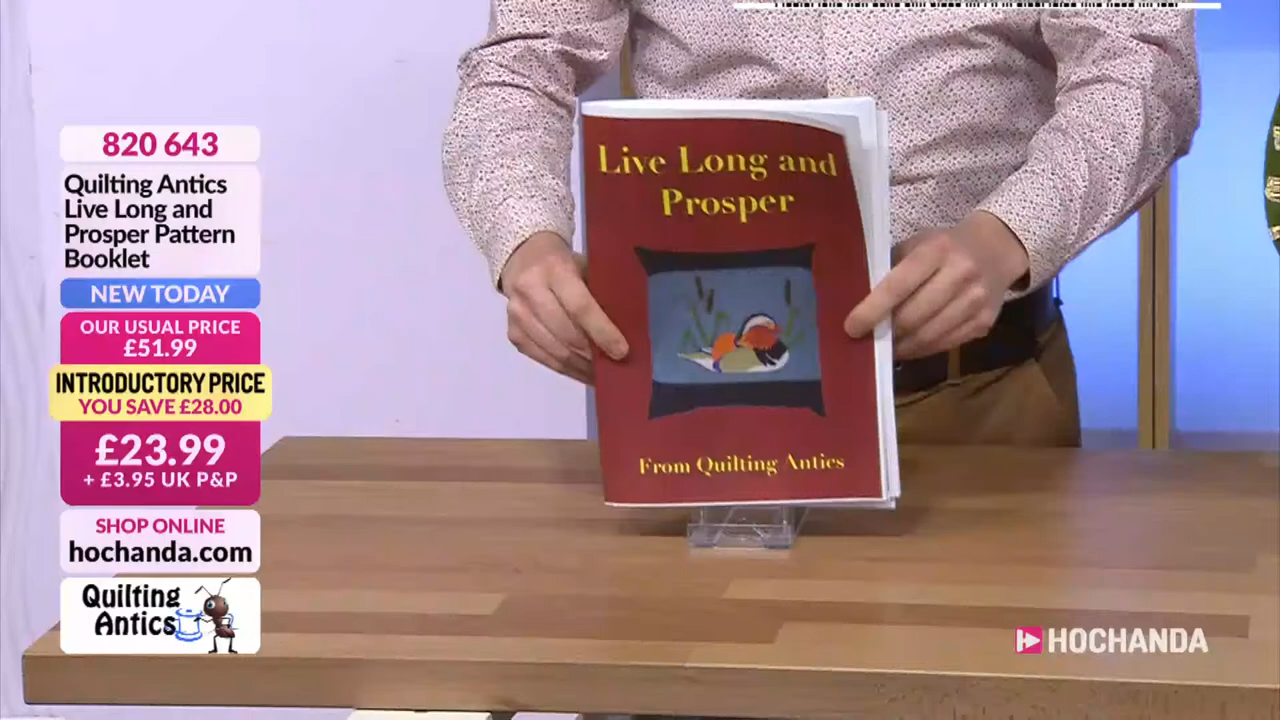 820 643
Quilting Antics
Live Long and
Prosper Pattern
Booklet
NEW TODAY
OUR USUAL PRICE
£51.99
INTRODUCTORY PRICE
YOU SAVE £28.00
£23.99
+ £3.95 UK P&P
SHOP ONLINE
hochanda.com
Quilting
Antics
Live Long and
Prosper
From Quilting Antics
HOCHANDA